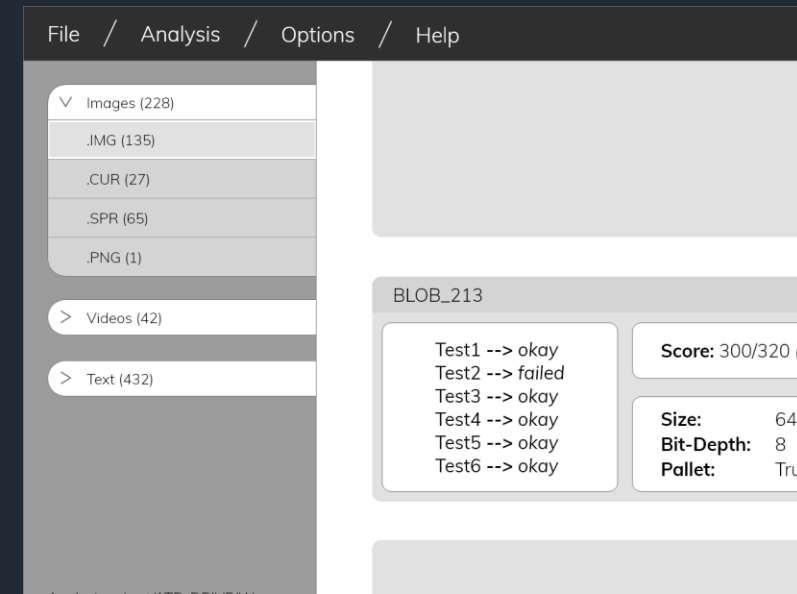 File / Analysis / Options / Help
Images (228)
.IMG (135)
.CUR (27)
.SPR (65)
.PNG (1)
Videos (42)
Text (432)
BLOB_213
Test1 --> okay
Test2 --> failed
Test3 --> okay
Test4 --> okay
Test5 --> okay
Test6 --> okay
Score: 300/320
Size: 64
Bit-Depth: 8
Pallet: